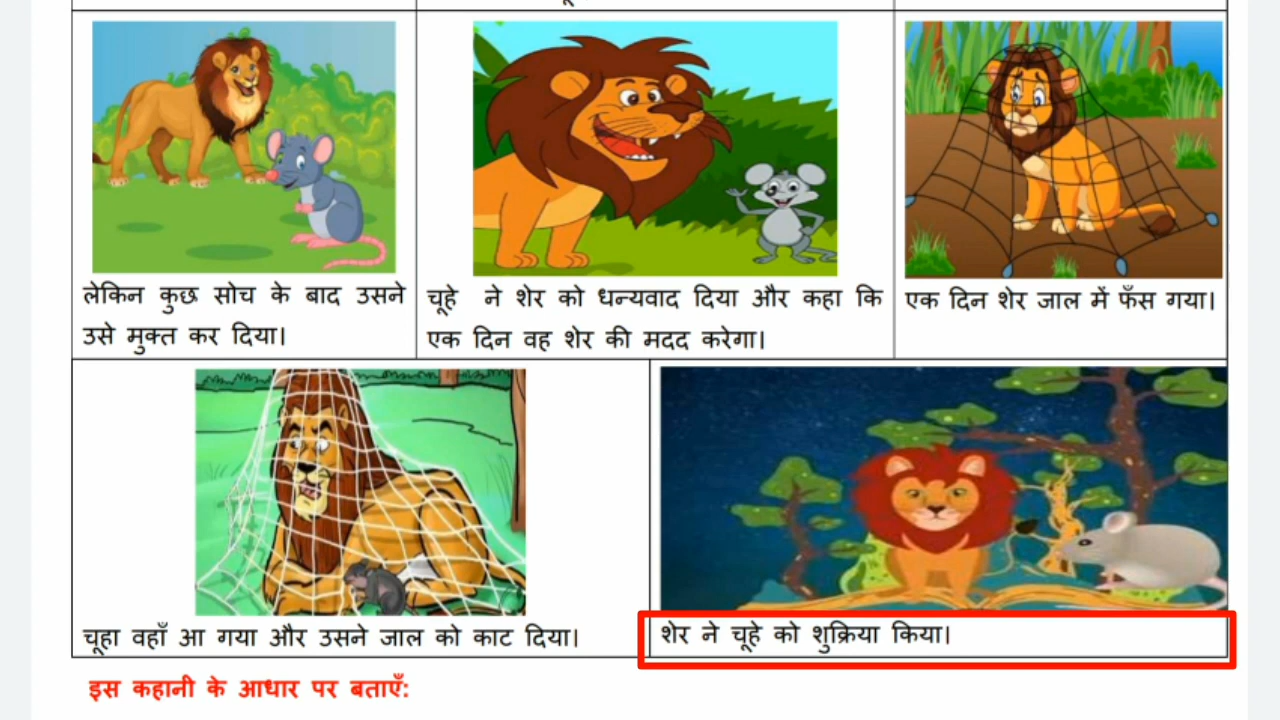 लेकिन कुछ सोच के बाद उसने
उसे मुक्त कर दिया।
चूहे ने शेर को धन्यवाद दिया और कहा कि
एक दिन वह शेर की मदद करेगा।
एक दिन शेर जाल में फँस गया।
चूहा वहाँ आ गया और उसने जाल को काट दिया।
शेर ने चूहे को शुक्रिया किया।
इस कहानी के आधार पर बताएँ: